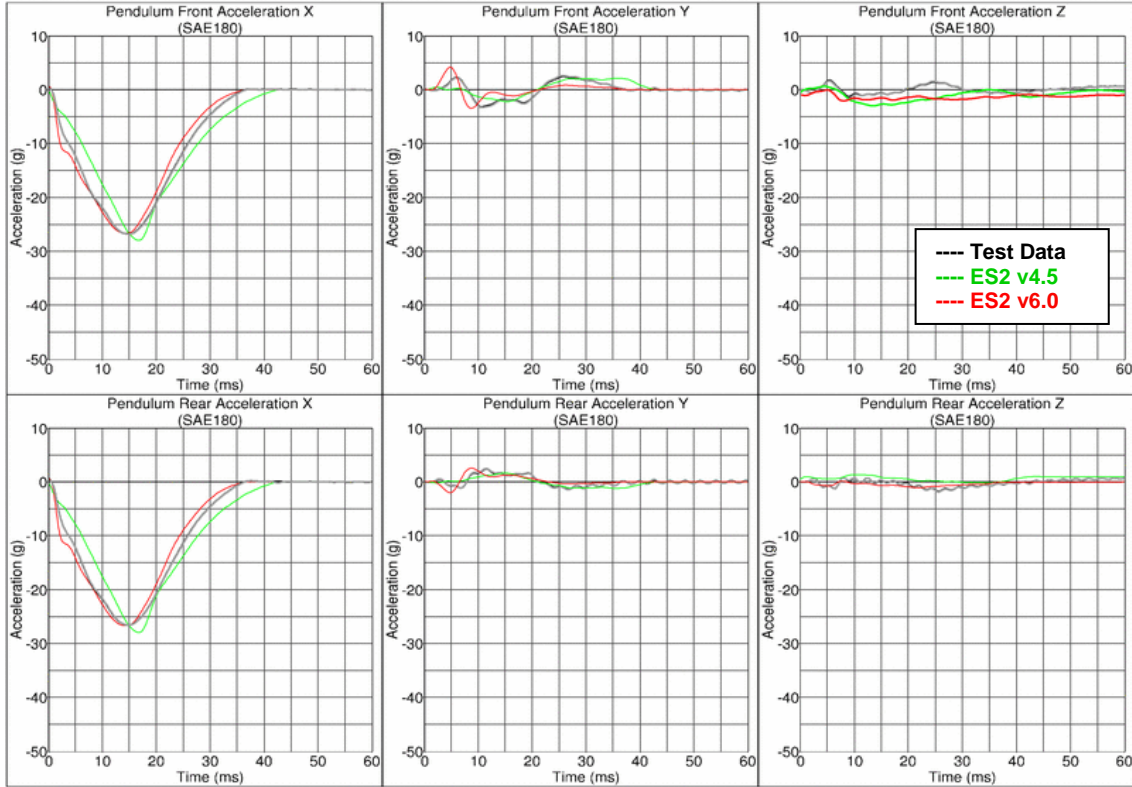 Pendulum Front Acceleration X
(SAE180)
10
0
-10
-20
-30
-40
-50
Acceleration (g)
0 10 20 30 40 50 60
Time (ms)
Pendulum Front Acceleration Y
(SAE180)
10
0
-10
-20
-30
-40
-50
Acceleration (g)
0 10 20 30 40 50 60
Time (ms)
Pendulum Front Acceleration Z
(SAE180)
10
0
-10
-20
-30
-40
-50
Acceleration (g)
0 10 20 30 40 50 60
Time (ms)
---- Test Data
---- ES2 v4.5
---- ES2 v6.0
Pendulum Rear Acceleration X
(SAE180)
10
0
-10
-20
-30
-40
-50
Acceleration (g)
0 10 20 30 40 50 60
Time (ms)
Pendulum Rear Acceleration Y
(SAE180)
10
0
-10
-20
-30
-40
-50
Acceleration (g)
0 10 20 30 40 50 60
Time (ms)
Pendulum Rear Acceleration Z
(SAE180)
10
0
-10
-20
-30
-40
-50
Acceleration (g)
0 10 20 30 40 50 60
Time (ms)